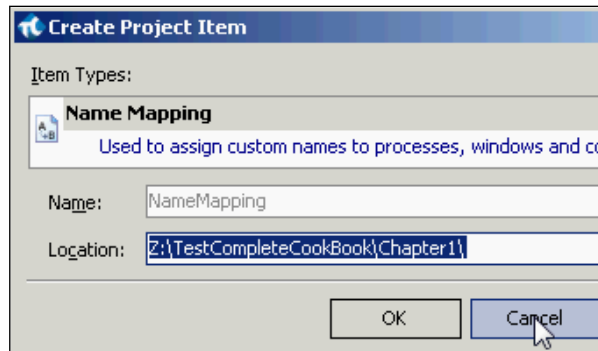 Create Project Item
Item Types:
Name Mapping
Used to assign custom names to processes, windows and co
Name:
NameMapping
Location:
Z:\TestCompleteCookBook\Chapter1\
OK
Cancel